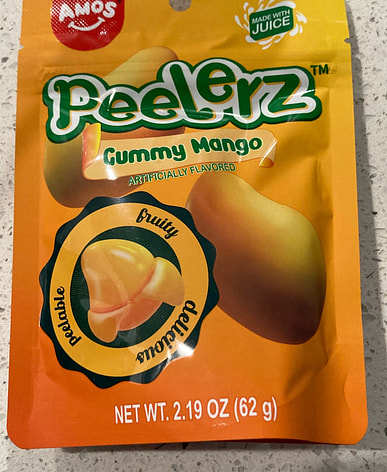 AMOS
MADE WITH
JUICE
Peelerz™
Gummy Mango
ARTIFICIALLY FLAVORED
peelable
fruity
delicious
NET WT. 2.19 OZ (62 g)